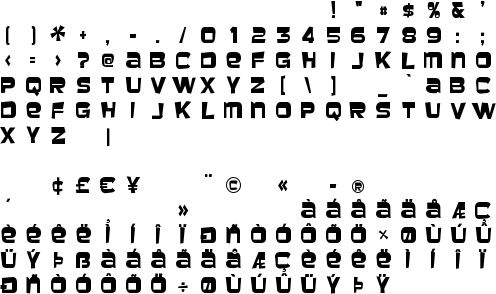 ! " # $ % & '
( ) * + , - . / 0 1 2 3 4 5 6 7 8 9 : ;
< = > ? @ a B C D e F G H I J K L m n O
P Q R S T U V W X Y Z [ \ ] _ ` a B C
D e F G H I J K L m n O P Q R S T U V W
X Y Z |
¢ £ € ¥ ¨ © « - ®
´ » à á â ã ä å Æ Ç
è é ê ë Ì Í Î Ï Ð ñ Ò Ó Ô Õ Ö × Ø Ù Ú Û
Ü Ý Þ ß à á â ã ä å Æ Ç è é ê ë Ì Í Î Ï
Ð ñ Ò Ó Ô Õ Ö ÷ Ø Ù Ú Û Ü Ý Þ Ÿ